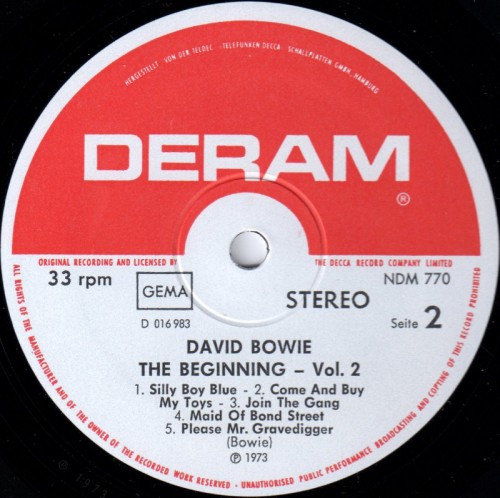 HERGESTELLT · VON DER TELDEC · »TELEFUNKEN-DECCA« · SCHALLPLATTEN GMBH., HAMBURG
DERAM
®
ORIGINAL RECORDING AND LICENSED BY
THE DECCA RECORD COMPANY LIMITED
33 rpm
GEMA
STEREO
NDM 770
D 016 983
Seite 2
DAVID BOWIE
THE BEGINNING – Vol. 2
1. Silly Boy Blue - 2. Come And Buy
My Toys - 3. Join The Gang
4. Maid Of Bond Street
5. Please Mr. Gravedigger
(Bowie)
℗ 1973
ALL RIGHTS OF THE MANUFACTURER AND OF THE OWNER OF THE RECORDED WORK RESERVED - UNAUTHORISED PUBLIC PERFORMANCE BROADCASTING AND COPYING OF THIS RECORD PROHIBITED